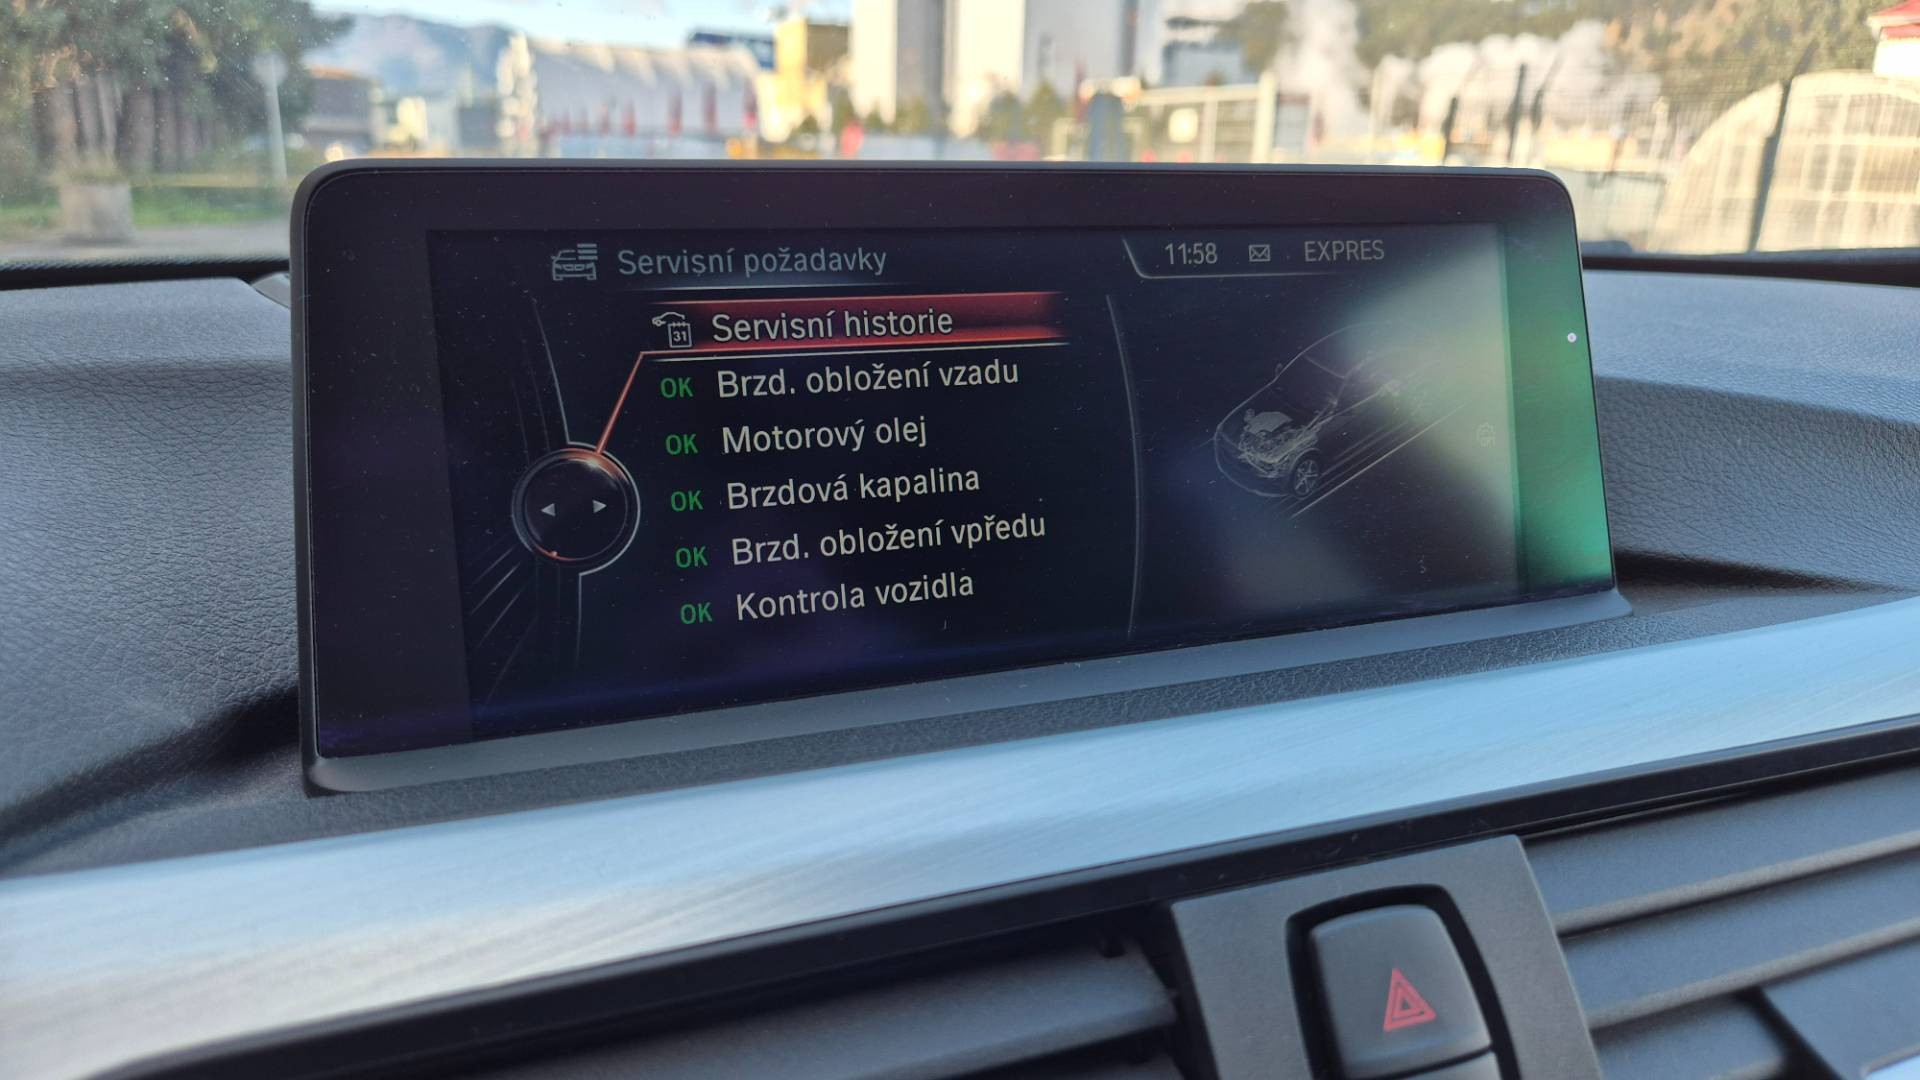 Servisní požadavky
11:58 EXPRES
31 Servisní historie
OK Brzd. obložení vzadu
OK Motorový olej
OK Brzdová kapalina
OK Brzd. obložení vpředu
OK Kontrola vozidla